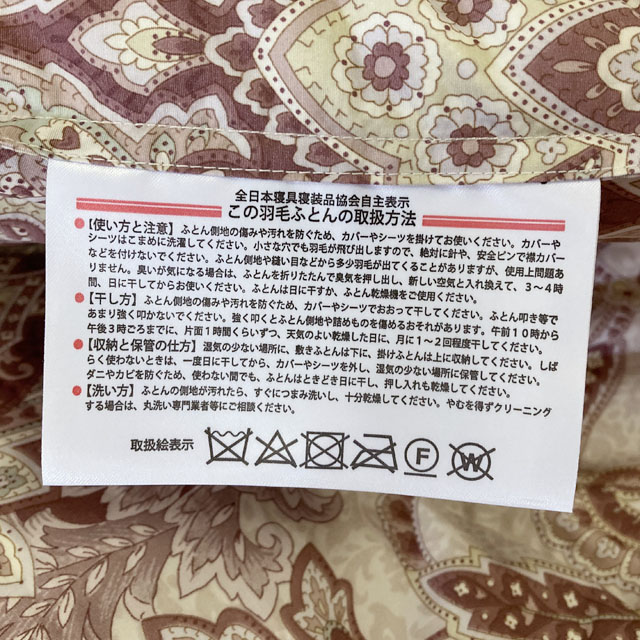 全日本寝具寝装品協会自主表示
この羽毛ふとんの取扱方法
●【使い方と注意】ふとん側地の傷みや汚れを防ぐため、カバーやシーツを掛けてお使いください。カバーや
シーツはこまめに洗濯してください。小さな穴でも羽毛が飛び出しますので、絶対に針や、安全ピンで襟カバー
などを付けないでください。ふとん側地や縫い目などから多少羽毛が出てくることがありますが、使用上問題あ
りません。臭いが気になる場合は、ふとんを折りたたんで臭気を押し出し、新しい空気と入れ換えて、3〜4時
間、日に干してからお使いください。ふとんは日に干すか、ふとん乾燥機をご使用ください。
●【干し方】ふとん側地の傷みや汚れを防ぐため、カバーやシーツでおおって干してください。ふとん叩き等で
あまり強く叩かないでください。強く叩くとふとん側地や詰めものを傷めるおそれがあります。午前10時から
午後3時ごろまでに、片面1時間くらいずつ、天気のよい乾燥した日に、月に1〜2回程度干してください。
●【収納と保管の仕方】湿気の少ない場所に、敷きふとんは下に、掛けふとんは上に収納してください。しば
らく使わないときは、一度日に干してから、カバーやシーツを外し、湿気の少ない場所に保管してください。
ダニやカビを防ぐため、使わない間でも、ふとんはときどき日に干し、押し入れも乾燥してください。
●【洗い方】ふとんの側地が汚れたら、すぐにつまみ洗いし、十分乾燥してください。やむを得ずクリーニング
する場合は、丸洗い専門業者等にご相談ください。
取扱絵表示 F W